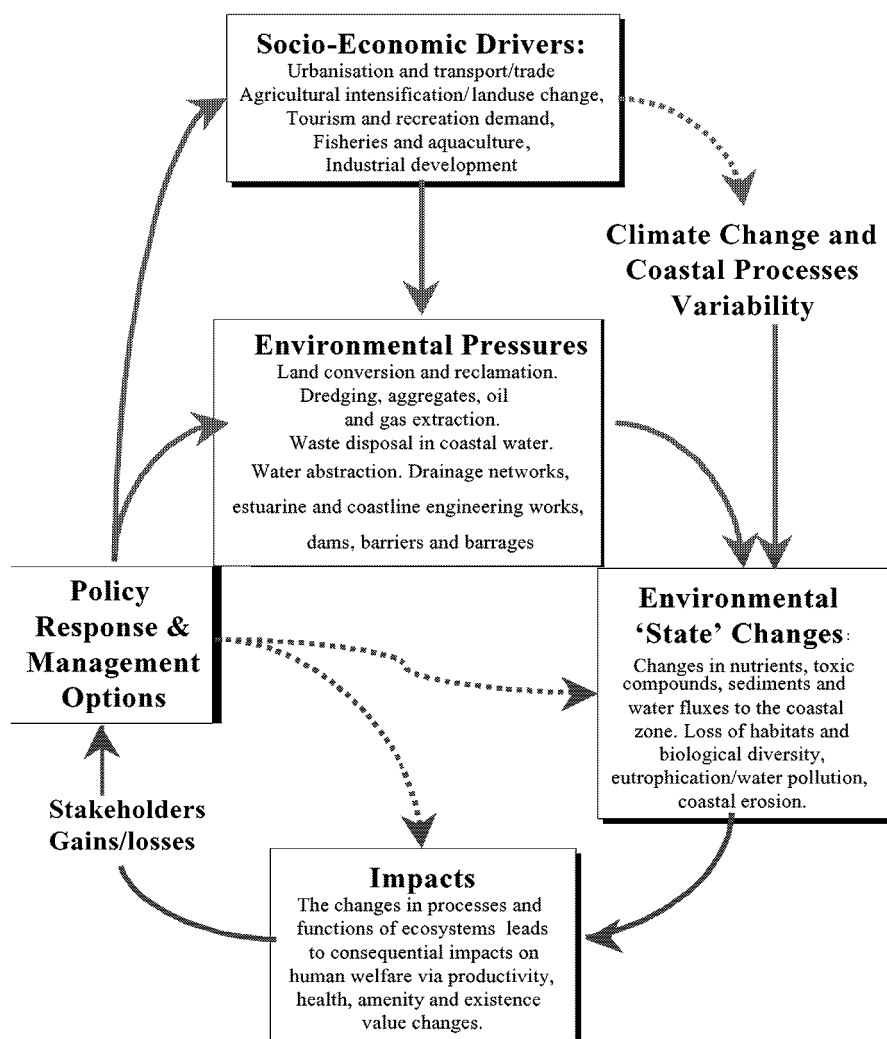 Socio-Economic Drivers:
Urbanisation and transport/trade
Agricultural intensification/landuse change,
Tourism and recreation demand,
Fisheries and aquaculture,
Industrial development
Climate Change and
Coastal Processes
Variability
Environmental Pressures
Land conversion and reclamation.
Dredging, aggregates, oil
and gas extraction.
Waste disposal in coastal water.
Water abstraction. Drainage networks,
estuarine and coastline engineering works,
dams, barriers and barrages
Policy
Response &
Management
Options
Environmental
‘State’ Changes:
Changes in nutrients, toxic
compounds, sediments and
water fluxes to the coastal
zone. Loss of habitats and
biological diversity,
eutrophication/water pollution,
coastal erosion.
Stakeholders
Gains/losses
Impacts
The changes in processes and
functions of ecosystems leads
to consequential impacts on
human welfare via productivity,
health, amenity and existence
value changes.